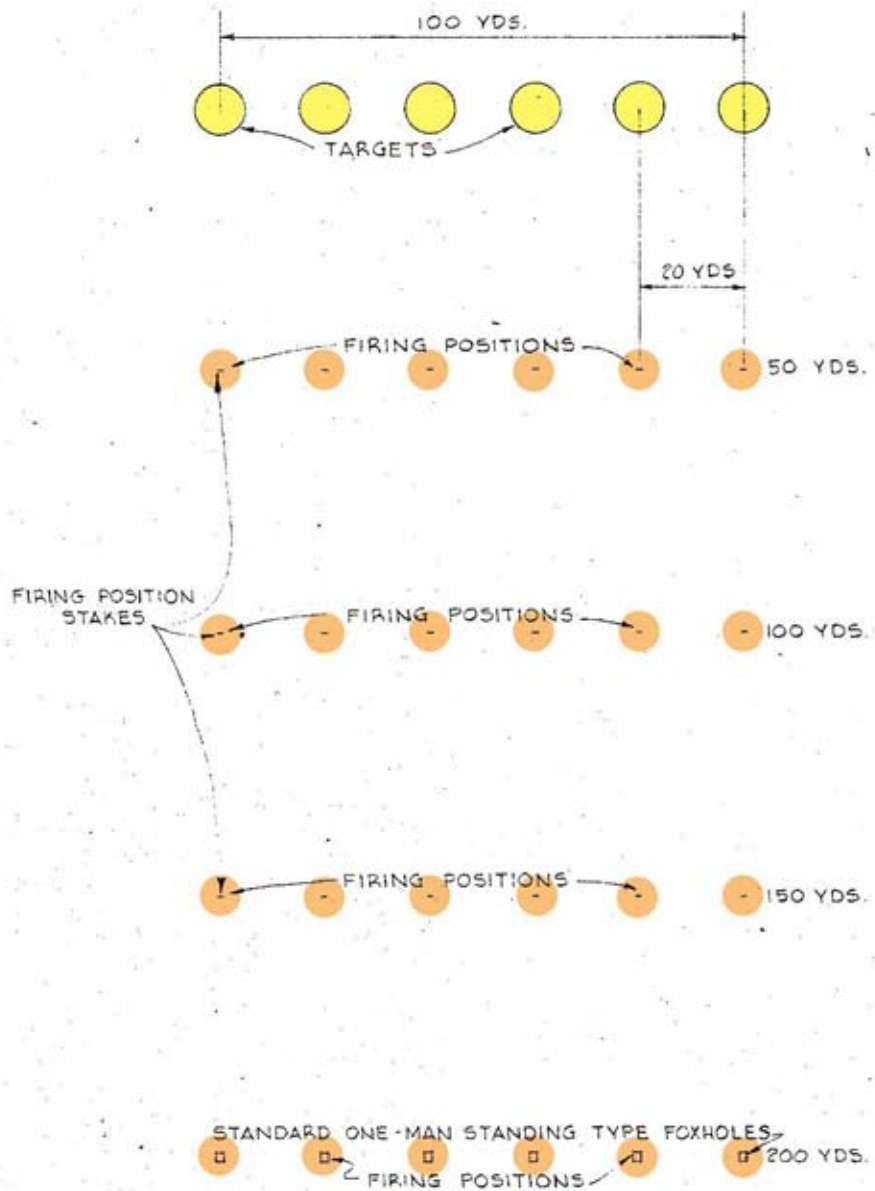 100 YDS.
TARGETS
20 YDS
FIRING POSITIONS
50 YDS.
FIRING POSITION
STAKES
FIRING POSITIONS
100 YDS.
FIRING POSITIONS
150 YDS.
STANDARD ONE-MAN STANDING TYPE FOXHOLES
200 YDS.
FIRING POSITIONS